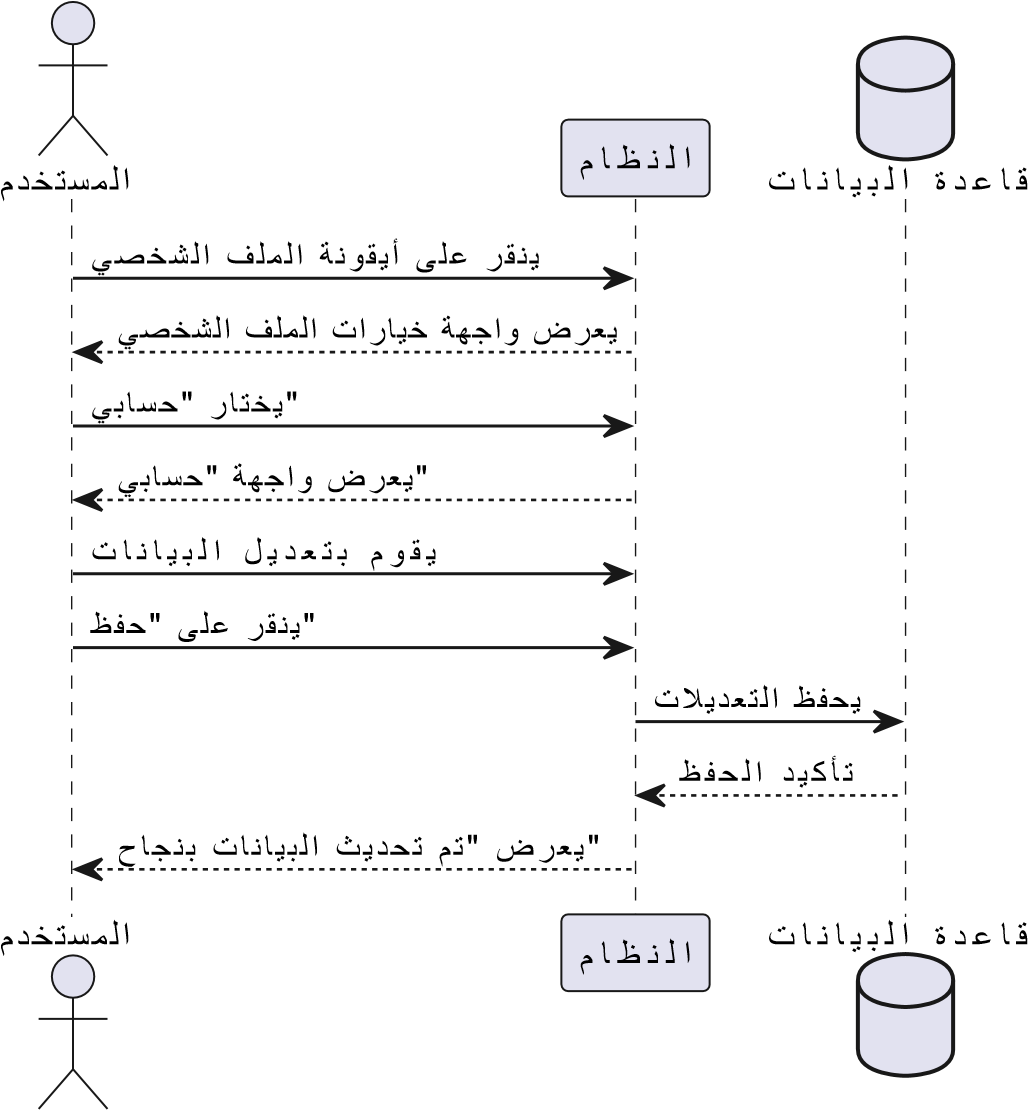 المستخدم
النظام
قاعدة البيانات
ينقر على أيقونة الملف الشخصي
يعرض واجهة خيارات الملف الشخصي
يختار "حسابي"
يعرض واجهة "حسابي"
يقوم بتعديل البيانات
ينقر على "حفظ"
يحفظ التعديلات
تأكيد الحفظ
يعرض "تم تحديث البيانات بنجاح"
المستخدم
النظام
قاعدة البيانات